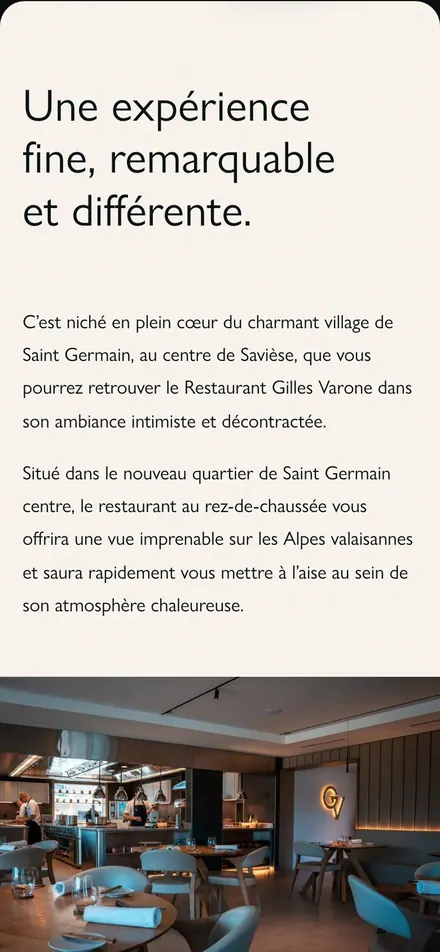 Une expérience
fine, remarquable
et différente.
C’est niché en plein cœur du charmant village de
Saint Germain, au centre de Savièse, que vous
pourrez retrouver le Restaurant Gilles Varone dans
son ambiance intimiste et décontractée.
Situé dans le nouveau quartier de Saint Germain
centre, le restaurant au rez-de-chaussée vous
offrira une vue imprenable sur les Alpes valaisannes
et saura rapidement vous mettre à l’aise au sein de
son atmosphère chaleureuse.
GV